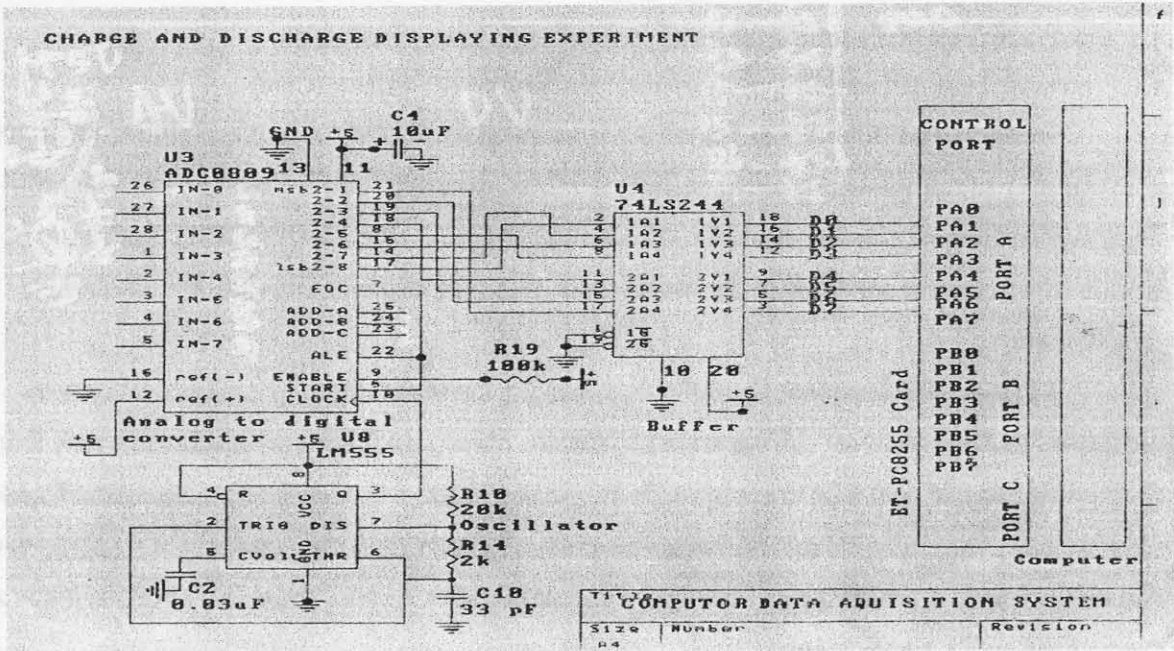 CHARGE AND DISCHARGE DISPLAYING EXPERIMENT
GND
+5
C4
10uF
+
-
13
11
U3
ADC0809
26 IN-0
27 IN-1
28 IN-2
1 IN-3
2 IN-4
3 IN-5
4 IN-6
5 IN-7
16 ref(-)
12 ref(+)
msb2-1 21
2-2 20
2-3 19
2-4 18
2-5 8
2-6 15
2-7 14
lsb2-8 17
EOC 7
ADD-A 25
ADD-B 24
ADD-C 23
ALE 22
ENABLE 9
START 6
CLOCK 10
Analog to digital
converter
+5
R19
100k
+5
U4
74LS244
2 1A1 1Y1 18 D0
4 1A2 1Y2 16 D1
6 1A3 1Y3 14 D2
8 1A4 1Y4 12 D3
11 2A1 2Y1 9 D4
13 2A2 2Y2 7 D5
15 2A3 2Y3 5 D6
17 2A4 2Y4 3 D7
1 1G
19 2G
10 20
+5
Buffer
CONTROL
PORT
PA0
PA1
PA2
PA3
PA4
PA5
PA6
PA7
PORT A
PB0
PB1
PB2
PB3
PB4
PB5
PB6
PB7
PORT B
PORT C
ET-PC8255 Card
Computer
+5 U8
LM555
8
4 R VCC Q 3
2 TRIG DIS 7
5 CVolt THR 6
GND
1
C2
0.03uF
R10
20k
Oscillator
R14
2k
C10
33 pF
Title
COMPUTOR DATA AQUISITION SYSTEM
Size Number Revision
A4